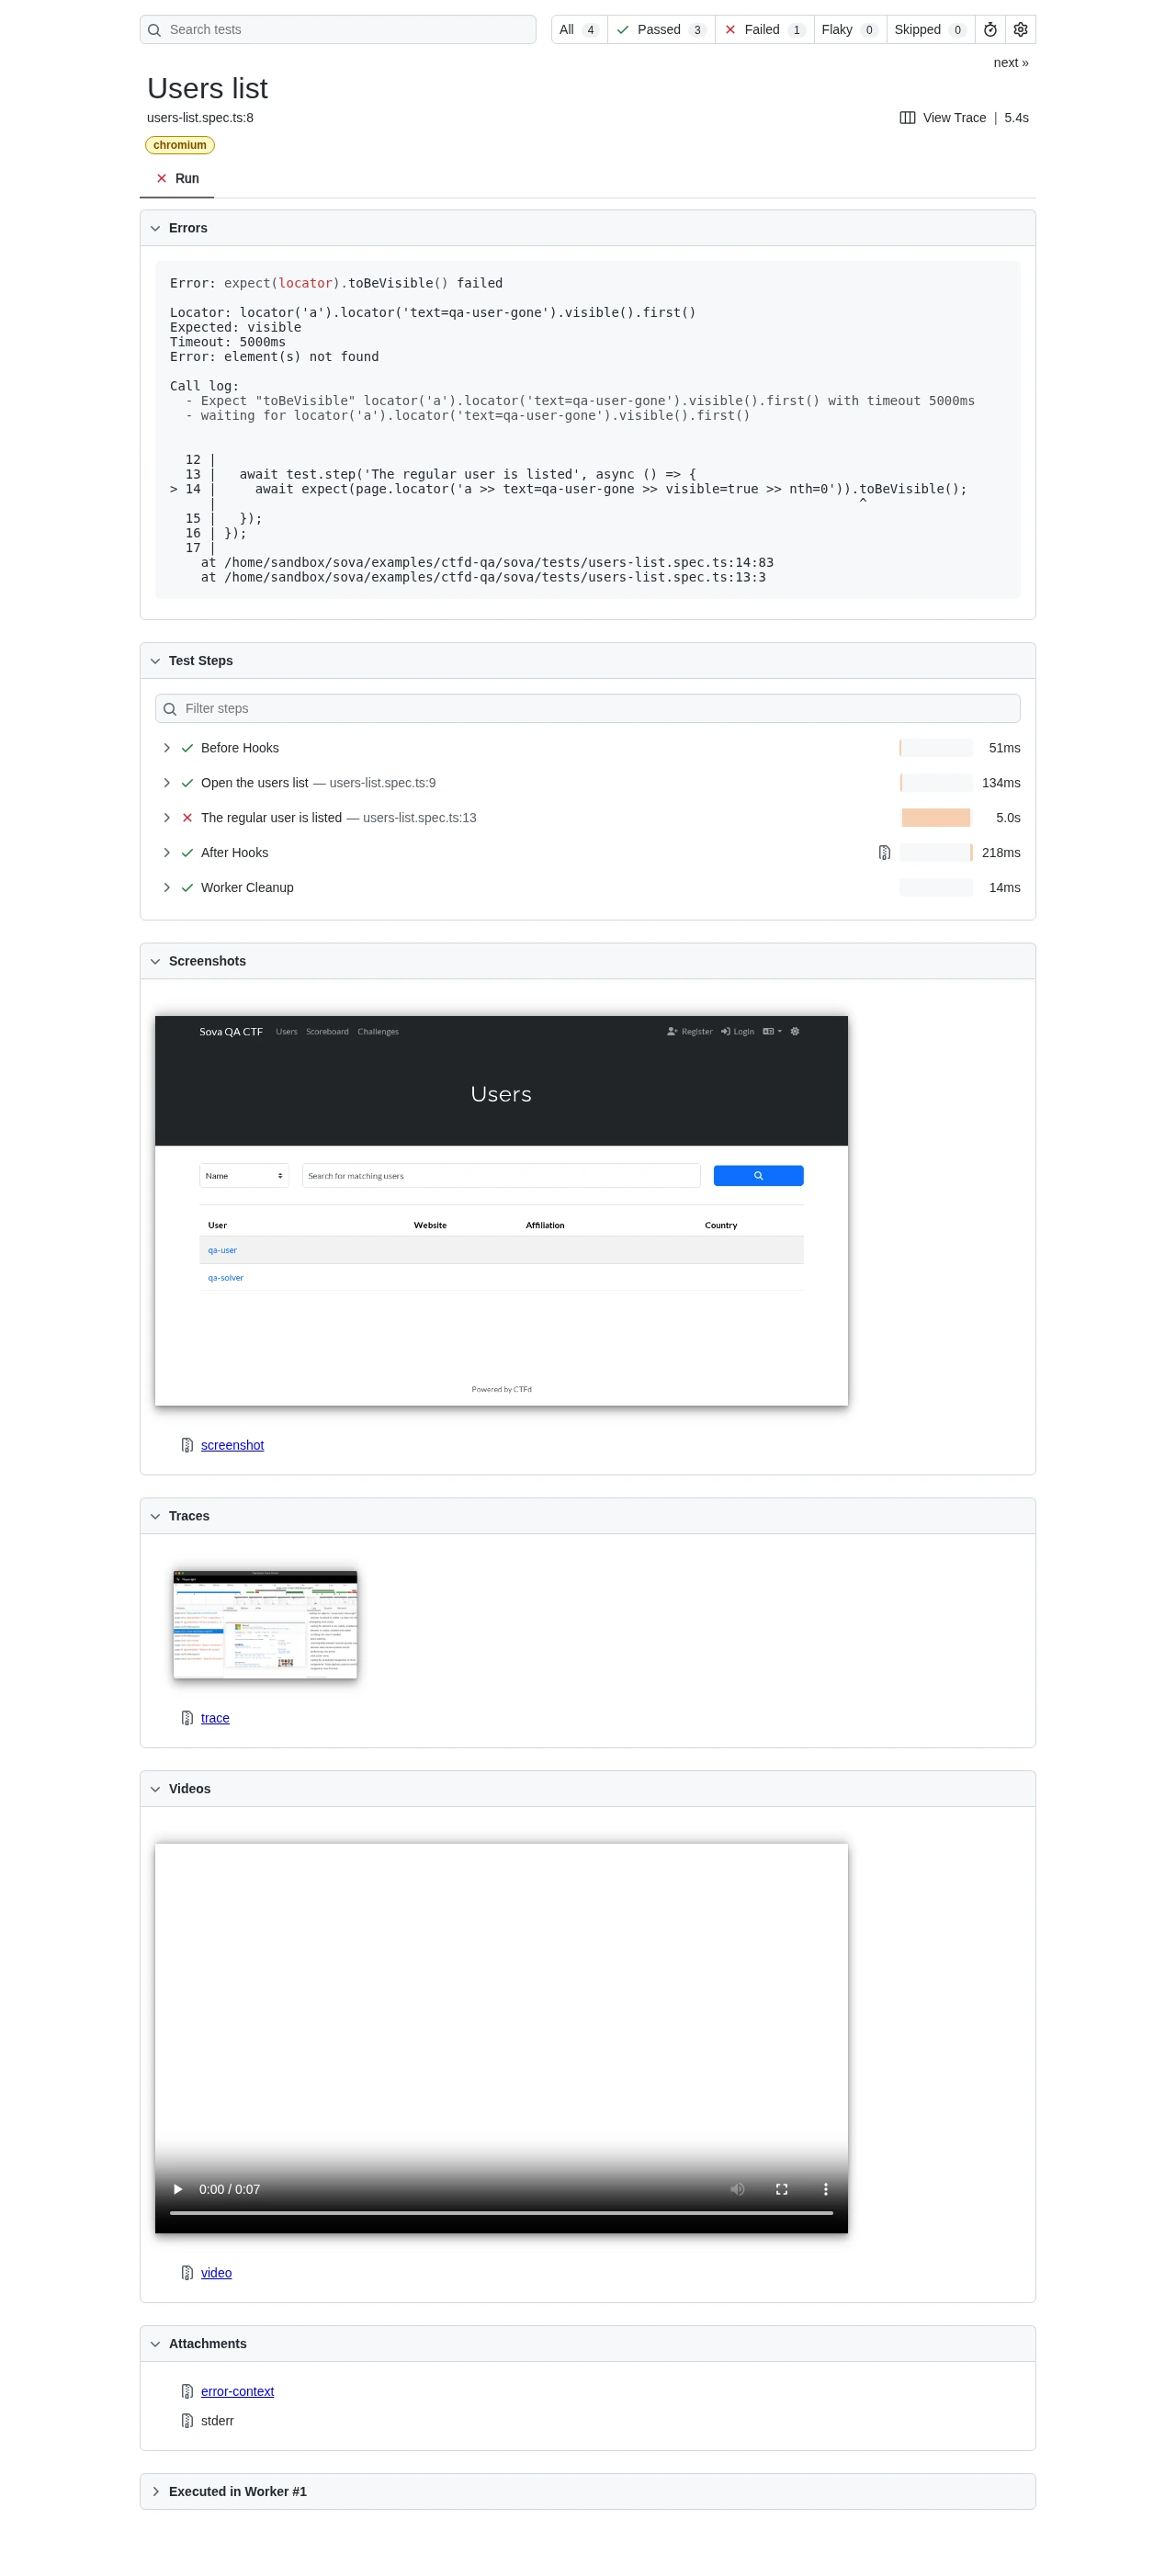 Search tests
All 4 Passed 3 Failed 1 Flaky 0 Skipped 0
next »
Users list
users-list.spec.ts:8
View Trace | 5.4s
chromium
Run
Errors
Error: expect(locator).toBeVisible() failed
Locator: locator('a').locator('text=qa-user-gone').visible().first()
Expected: visible
Timeout: 5000ms
Error: element(s) not found
Call log:
- Expect "toBeVisible" locator('a').locator('text=qa-user-gone').visible().first() with timeout 5000ms
- waiting for locator('a').locator('text=qa-user-gone').visible().first()
12 |
13 |   await test.step('The regular user is listed', async () => {
> 14 |     await expect(page.locator('a >> text=qa-user-gone >> visible=true >> nth=0')).toBeVisible();
|                                                                                   ^
15 |   });
16 | });
17 |
at /home/sandbox/sova/examples/ctfd-qa/sova/tests/users-list.spec.ts:14:83
at /home/sandbox/sova/examples/ctfd-qa/sova/tests/users-list.spec.ts:13:3
Test Steps
Filter steps
Before Hooks 51ms
Open the users list — users-list.spec.ts:9 134ms
The regular user is listed — users-list.spec.ts:13 5.0s
After Hooks 218ms
Worker Cleanup 14ms
Screenshots
Sova QA CTF Users Scoreboard Challenges Register Login
Users
Name Search for matching users
User Website Affiliation Country
qa-user
qa-solver
Powered by CTFd
screenshot
Traces
trace
Videos
0:00 / 0:07
video
Attachments
error-context
stderr
Executed in Worker #1